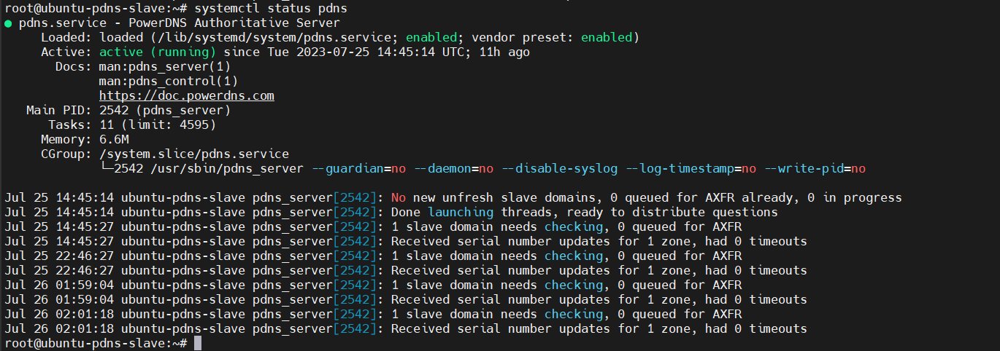 root@ubuntu-pdns-slave:~# systemctl status pdns
● pdns.service - PowerDNS Authoritative Server
     Loaded: loaded (/lib/systemd/system/pdns.service; enabled; vendor preset: enabled)
     Active: active (running) since Tue 2023-07-25 14:45:14 UTC; 11h ago
       Docs: man:pdns_server(1)
             man:pdns_control(1)
             https://doc.powerdns.com
   Main PID: 2542 (pdns_server)
      Tasks: 11 (limit: 4595)
     Memory: 6.6M
     CGroup: /system.slice/pdns.service
             └─2542 /usr/sbin/pdns_server --guardian=no --daemon=no --disable-syslog --log-timestamp=no --write-pid=no
Jul 25 14:45:14 ubuntu-pdns-slave pdns_server[2542]: No new unfresh slave domains, 0 queued for AXFR already, 0 in progress
Jul 25 14:45:14 ubuntu-pdns-slave pdns_server[2542]: Done launching threads, ready to distribute questions
Jul 25 14:45:27 ubuntu-pdns-slave pdns_server[2542]: 1 slave domain needs checking, 0 queued for AXFR
Jul 25 14:45:27 ubuntu-pdns-slave pdns_server[2542]: Received serial number updates for 1 zone, had 0 timeouts
Jul 25 22:46:27 ubuntu-pdns-slave pdns_server[2542]: 1 slave domain needs checking, 0 queued for AXFR
Jul 25 22:46:27 ubuntu-pdns-slave pdns_server[2542]: Received serial number updates for 1 zone, had 0 timeouts
Jul 26 01:59:04 ubuntu-pdns-slave pdns_server[2542]: 1 slave domain needs checking, 0 queued for AXFR
Jul 26 01:59:04 ubuntu-pdns-slave pdns_server[2542]: Received serial number updates for 1 zone, had 0 timeouts
Jul 26 02:01:18 ubuntu-pdns-slave pdns_server[2542]: 1 slave domain needs checking, 0 queued for AXFR
Jul 26 02:01:18 ubuntu-pdns-slave pdns_server[2542]: Received serial number updates for 1 zone, had 0 timeouts
root@ubuntu-pdns-slave:~#